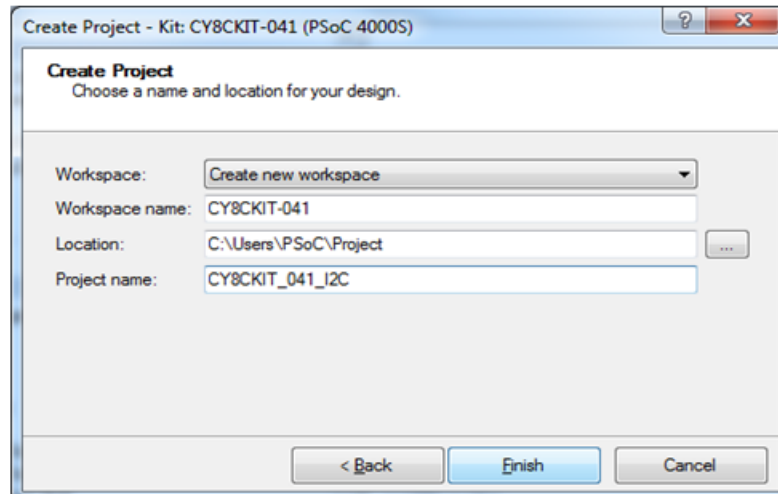 Create Project - Kit: CY8CKIT-041 (PSoC 4000S)
Create Project
Choose a name and location for your design.
Workspace: Create new workspace
Workspace name: CY8CKIT-041
Location: C:\Users\PSoC\Project ...
Project name: CY8CKIT_041_I2C
< Back Finish Cancel